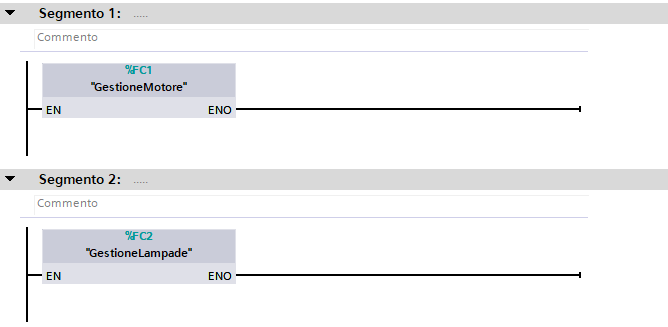 Segmento 1: .....
Commento
%FC1
"GestioneMotore"
EN ENO
Segmento 2: .....
Commento
%FC2
"GestioneLampade"
EN ENO